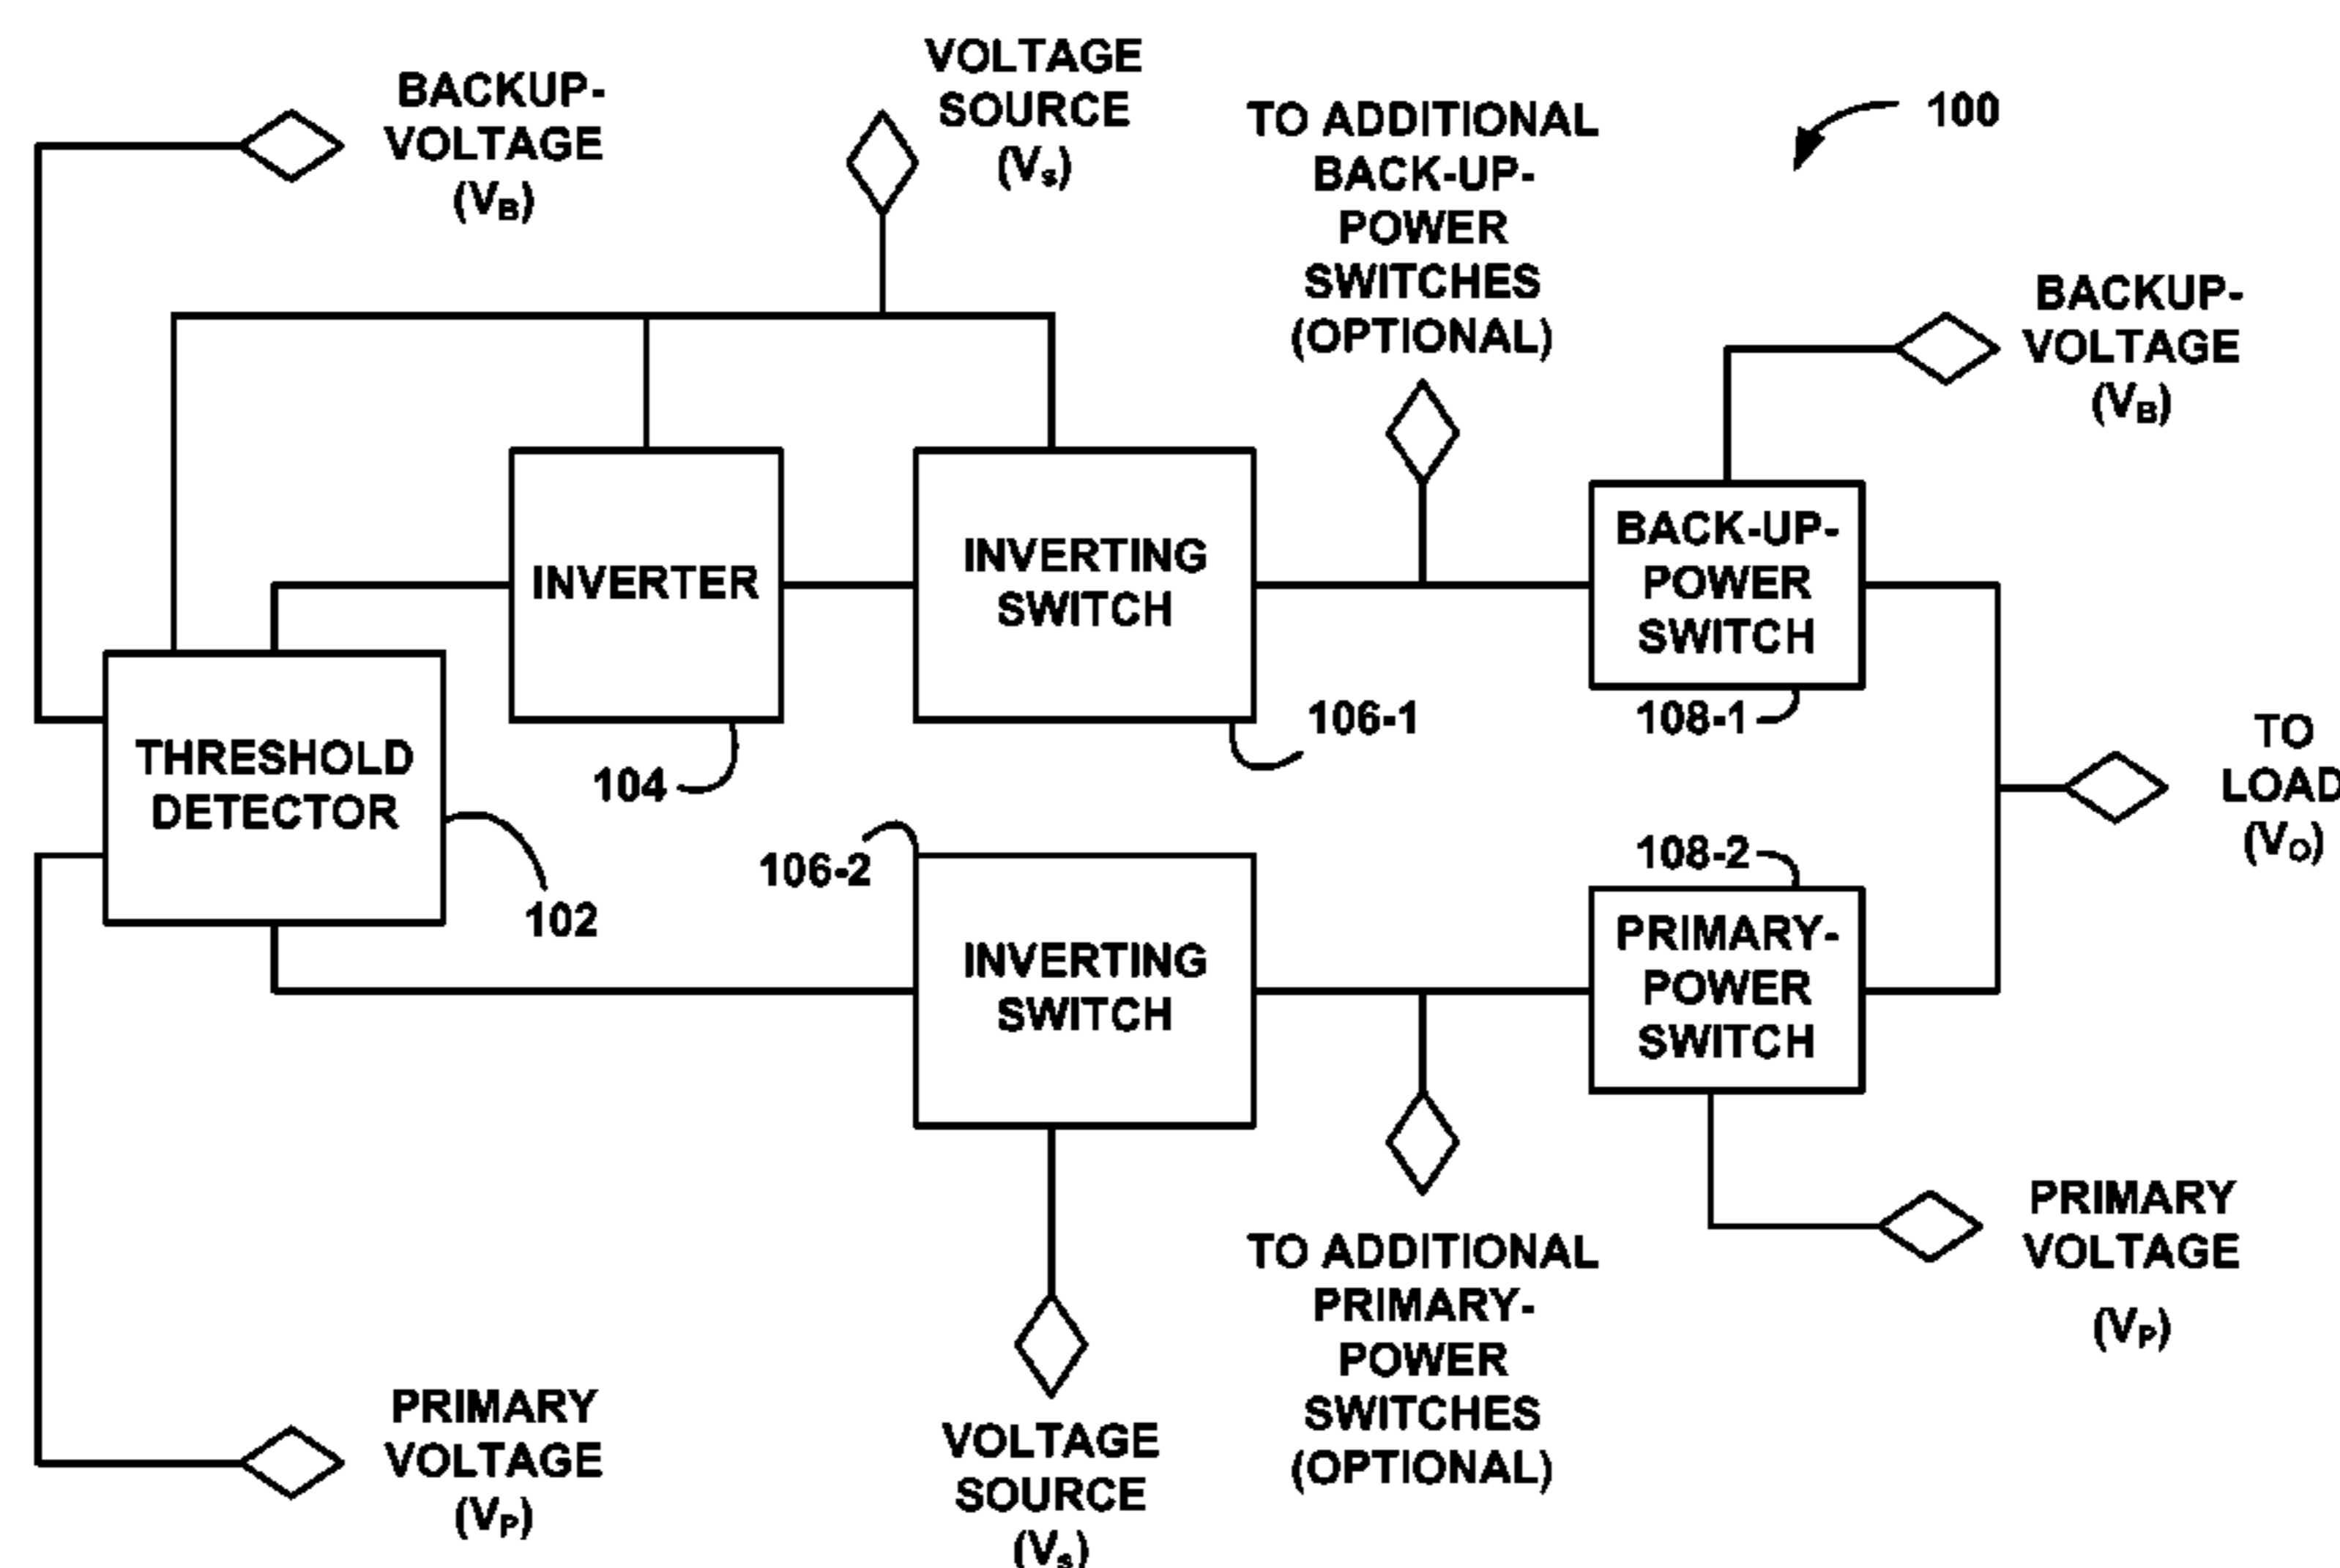 BACKUP-
VOLTAGE
(VB)
VOLTAGE
SOURCE
(Vs)
TO ADDITIONAL
BACK-UP-
POWER
SWITCHES
(OPTIONAL)
100
BACKUP-
VOLTAGE
(VB)
INVERTER
INVERTING
SWITCH
BACK-UP-
POWER
SWITCH
THRESHOLD
DETECTOR
104
106-1
108-1
TO
LOAD
(VO)
102
106-2
INVERTING
SWITCH
108-2
PRIMARY-
POWER
SWITCH
PRIMARY
VOLTAGE
(VP)
TO ADDITIONAL
PRIMARY-
POWER
SWITCHES
(OPTIONAL)
VOLTAGE
SOURCE
(Vs)
PRIMARY
VOLTAGE
(VP)